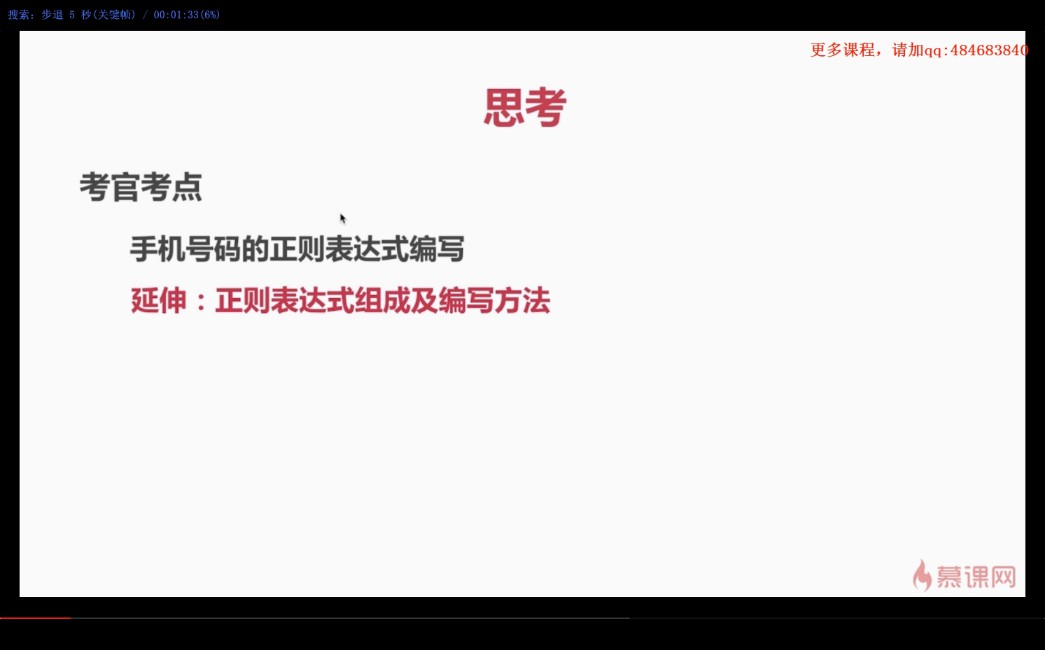 搜索: 步退 5 秒(关键帧) / 00:01:33(6%)
更多课程，请加qq:484683840
思考
考官考点
手机号码的正则表达式编写
延伸：正则表达式组成及编写方法
慕课网